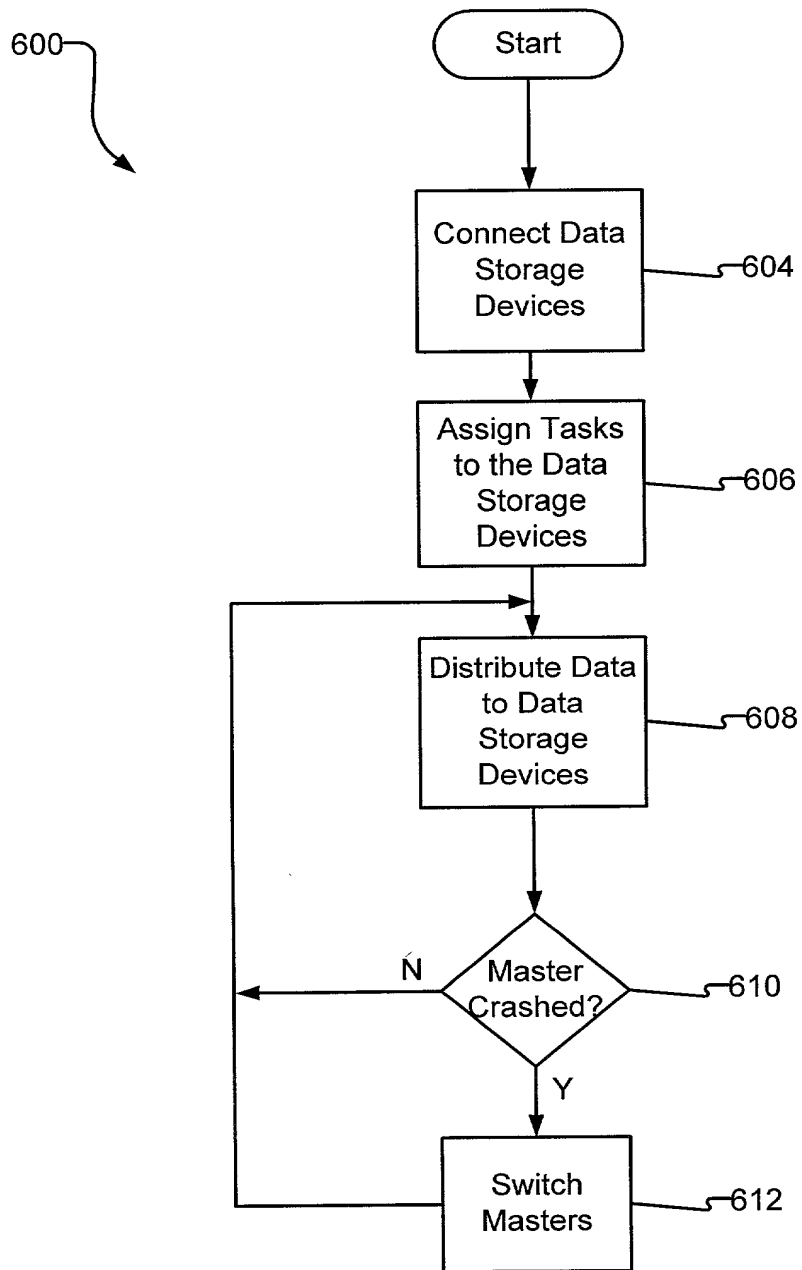 600
Start
Connect Data
Storage
Devices
604
Assign Tasks
to the Data
Storage
Devices
606
Distribute Data
to Data
Storage
Devices
608
N
Master
Crashed?
610
Y
Switch
Masters
612